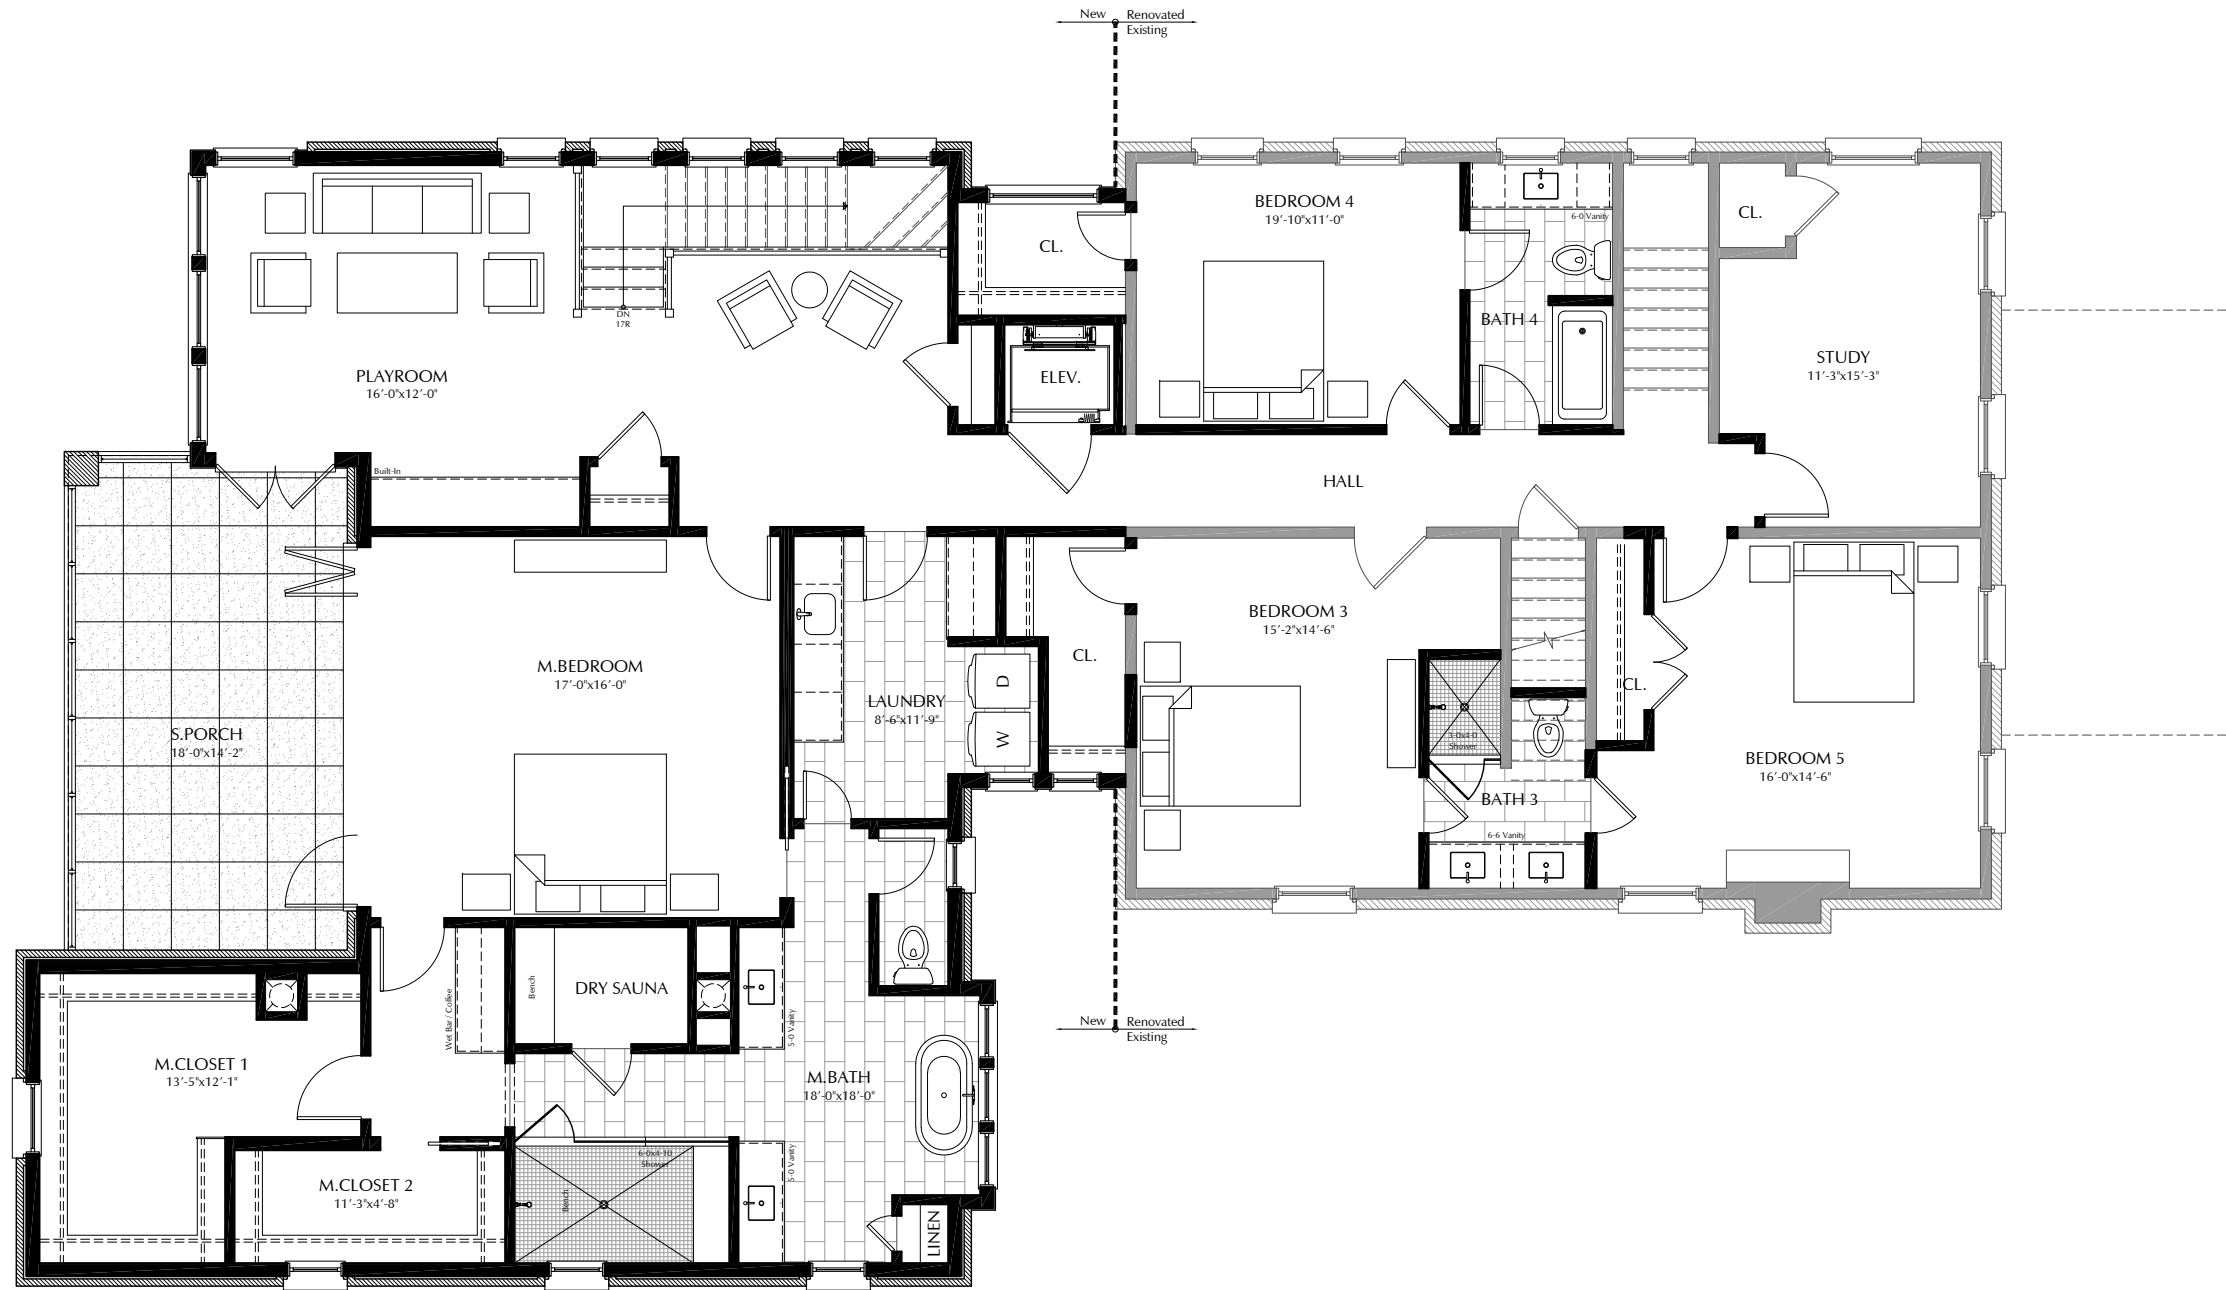 New
Renovated
Existing
BEDROOM 4
19'-10"x11'-0"
6-0 Vanity
CL.
CL.
DN
17R
BATH 4
PLAYROOM
16'-0"x12'-0"
ELEV.
STUDY
11'-3"x15'-3"
Built-In
HALL
M.BEDROOM
17'-0"x16'-0"
BEDROOM 3
15'-2"x14'-6"
CL.
D
CL.
LAUNDRY
8'-6"x11'-9"
W
S.PORCH
18'-0"x14'-2"
3-0x4-0
Shower
BEDROOM 5
16'-0"x14'-6"
BATH 3
6-6 Vanity
Bench
DRY SAUNA
Wet Bar / Coffee
5-0 Vanity
New
Renovated
Existing
M.CLOSET 1
13'-5"x12'-1"
M.BATH
18'-0"x18'-0"
6-0x4-10
Shower
5-0 Vanity
M.CLOSET 2
11'-3"x4'-8"
Bench
LINEN